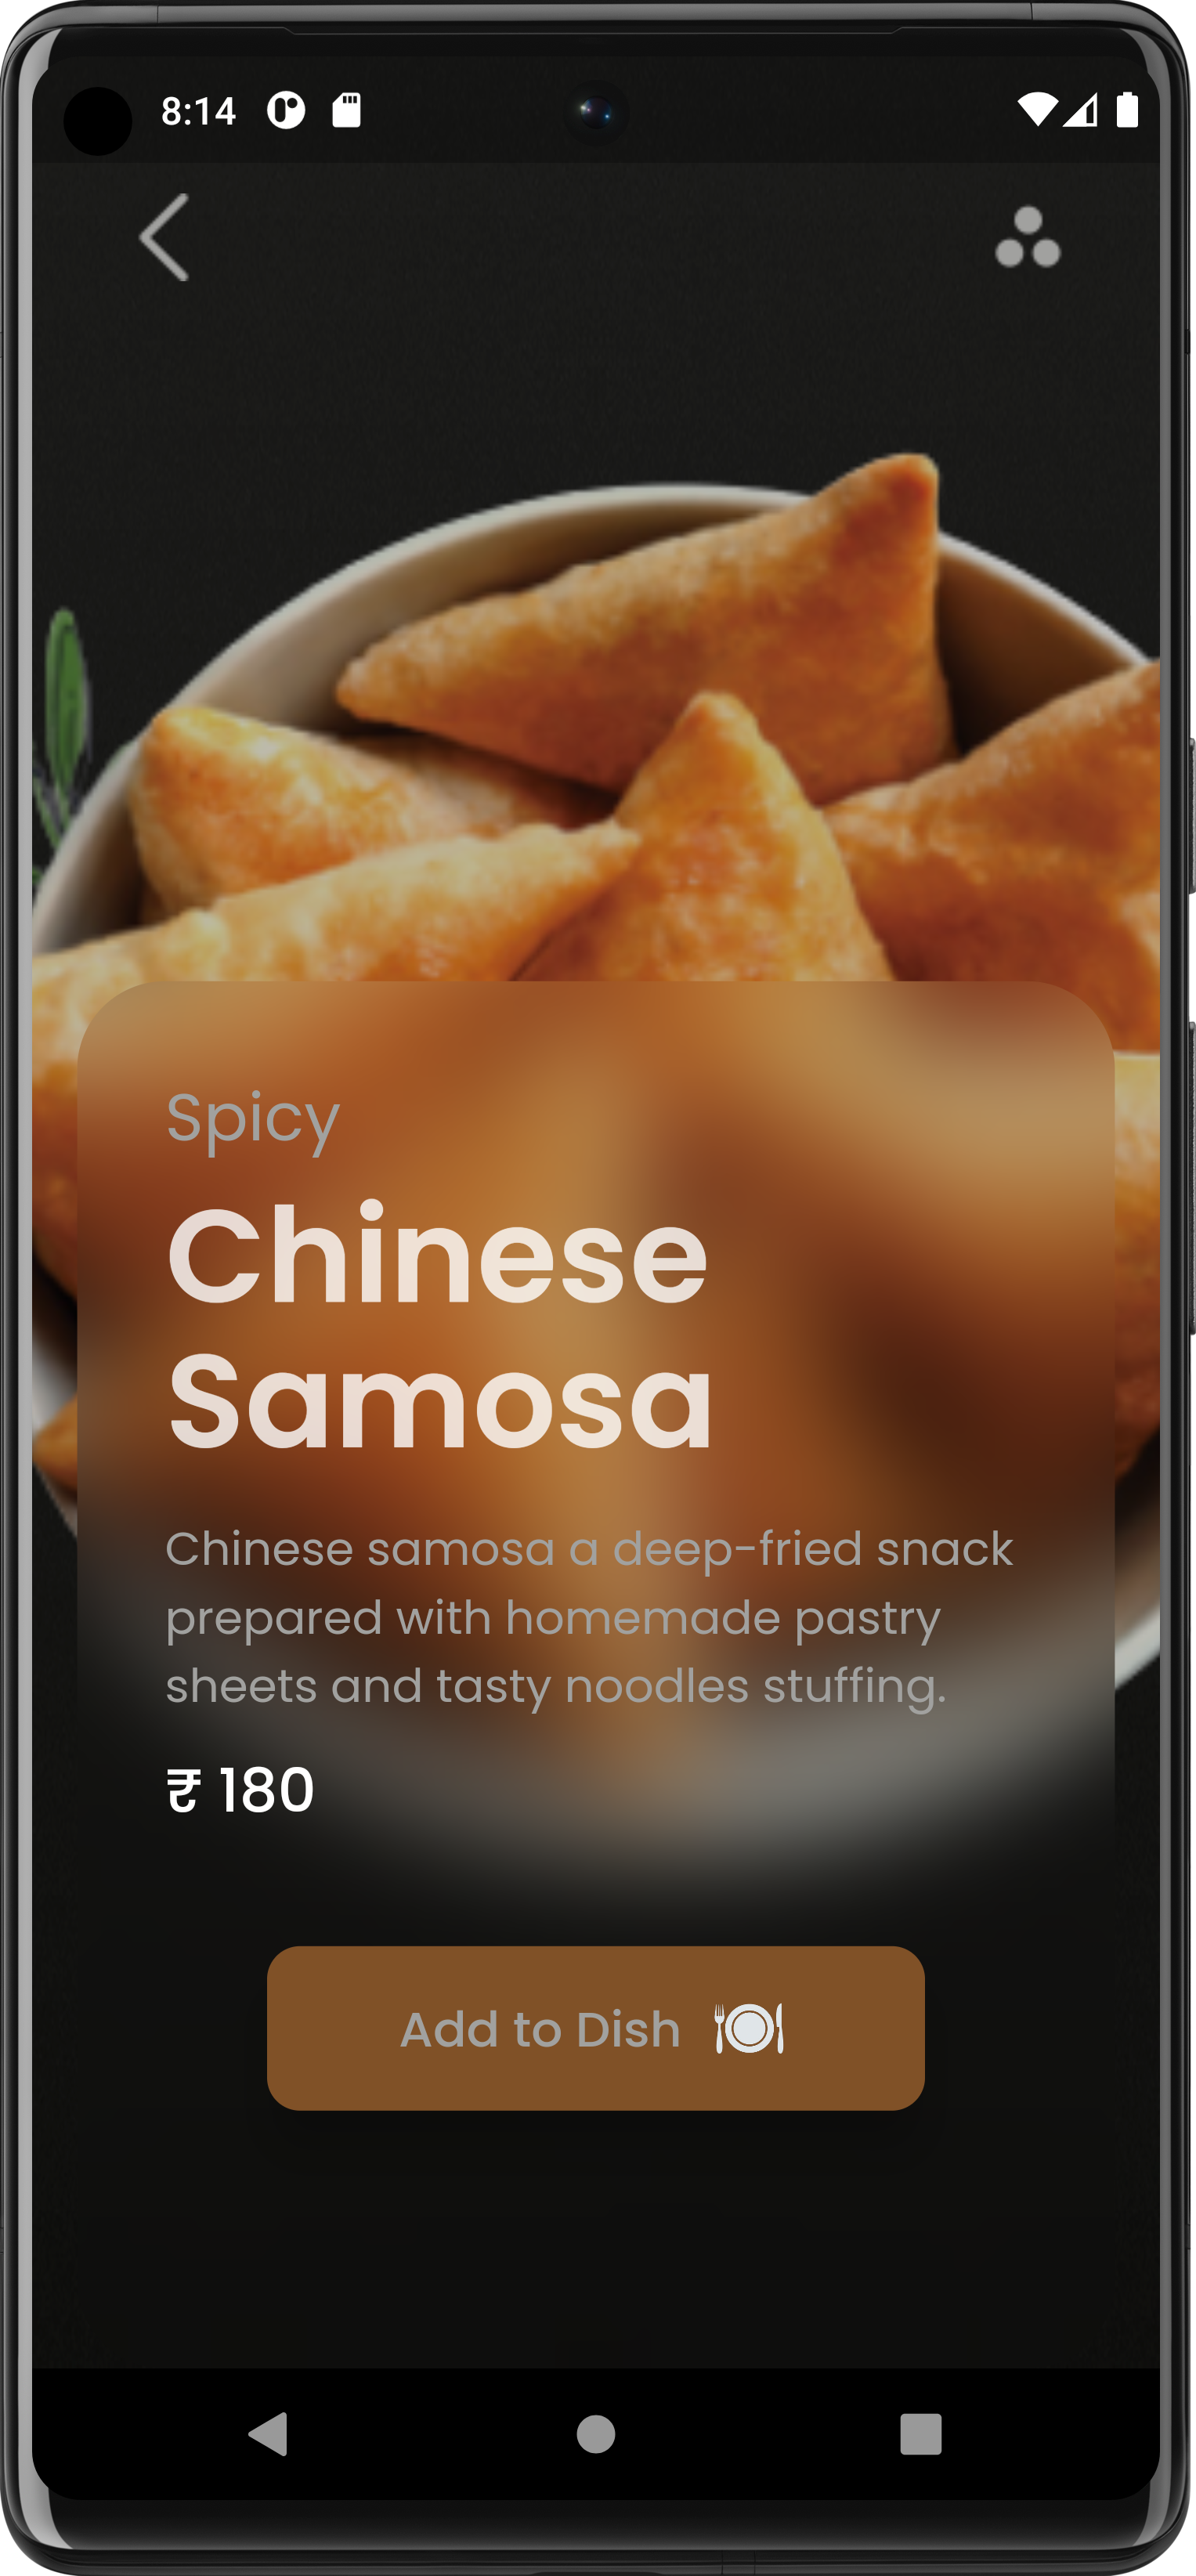 8:14
Spicy
Chinese
Samosa
Chinese samosa a deep-fried snack
prepared with homemade pastry
sheets and tasty noodles stuffing.
₹ 180
Add to Dish